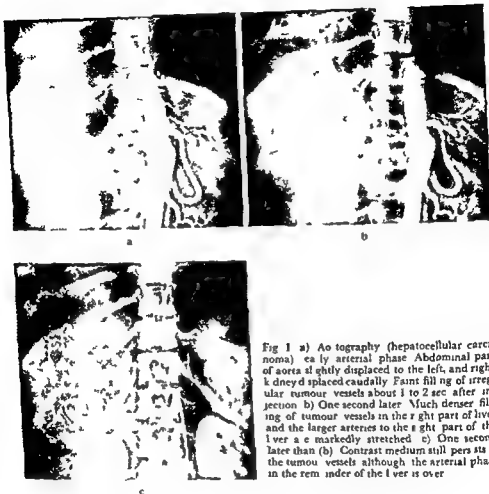 a
b
Fig 1 a) Ao tography (hepatocellular carci
noma) ea ly arterial phase Abdominal par
of aorta sl ghtly displaced to the left, and righ
k dney d splaced caudally Faint fill ng of irreg
ular tumour vessels about 1 to 2 sec after in
jection b) One second later Much denser fill
ing of tumour vessels in the r ght part of live
and the larger arteries to the r ght part of th
l ver a e markedly stretched c) One secon
later than (b) Contrast medium still pers sts
the tumou vessels although the arterial pha
in the rem inder of the l ver is over
c